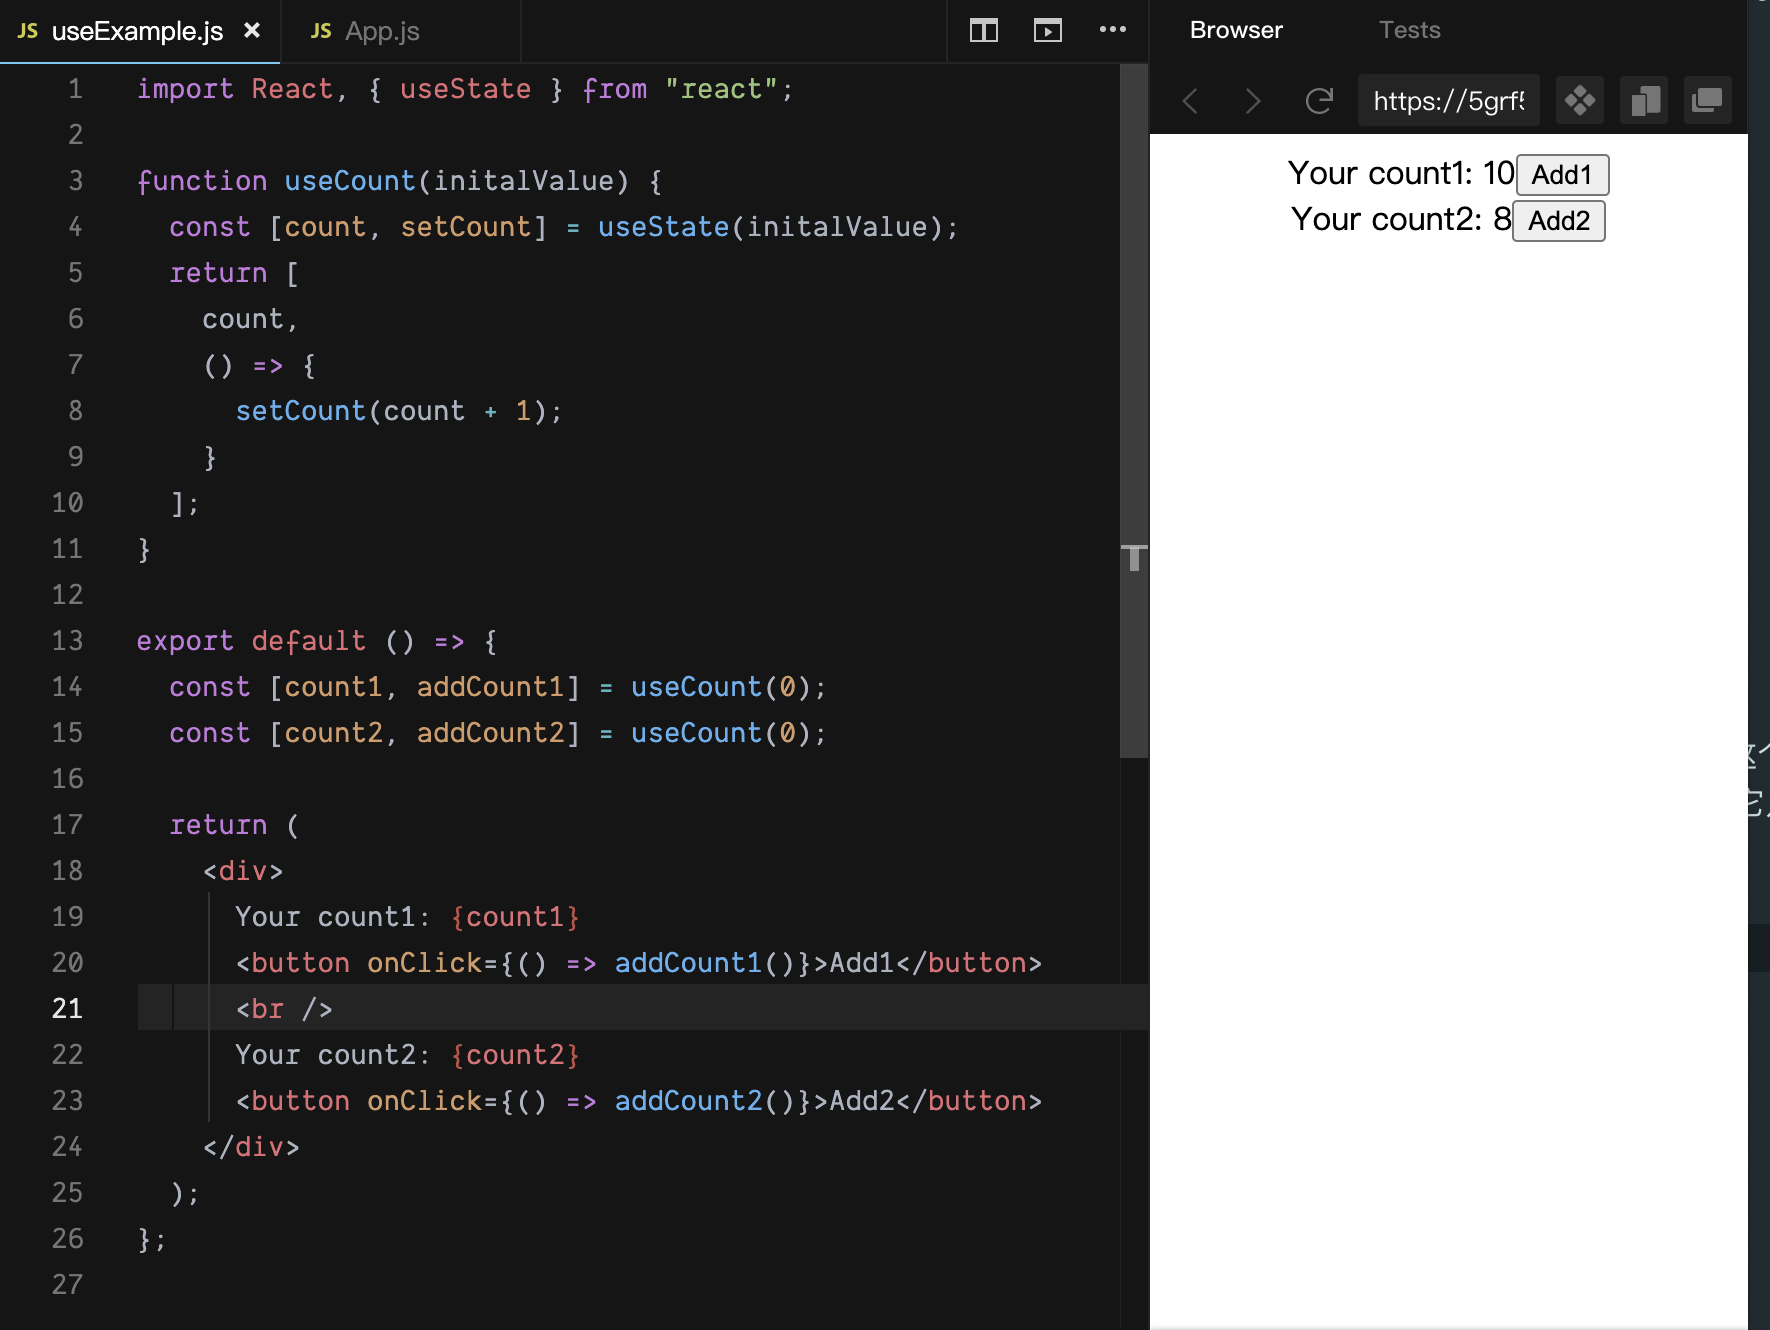 JS useExample.js × JS App.js
1 import React, { useState } from "react";
2
3 function useCount(initalValue) {
4 const [count, setCount] = useState(initalValue);
5 return [
6 count,
7 () => {
8 setCount(count + 1);
9 }
10 ];
11 }
12
13 export default () => {
14 const [count1, addCount1] = useCount(0);
15 const [count2, addCount2] = useCount(0);
16
17 return (
18 <div>
19 Your count1: {count1}
20 <button onClick={() => addCount1()}>Add1</button>
21 <br />
22 Your count2: {count2}
23 <button onClick={() => addCount2()}>Add2</button>
24 </div>
25 );
26 };
27
Browser Tests
https://5grf
Your count1: 10 Add1
Your count2: 8 Add2